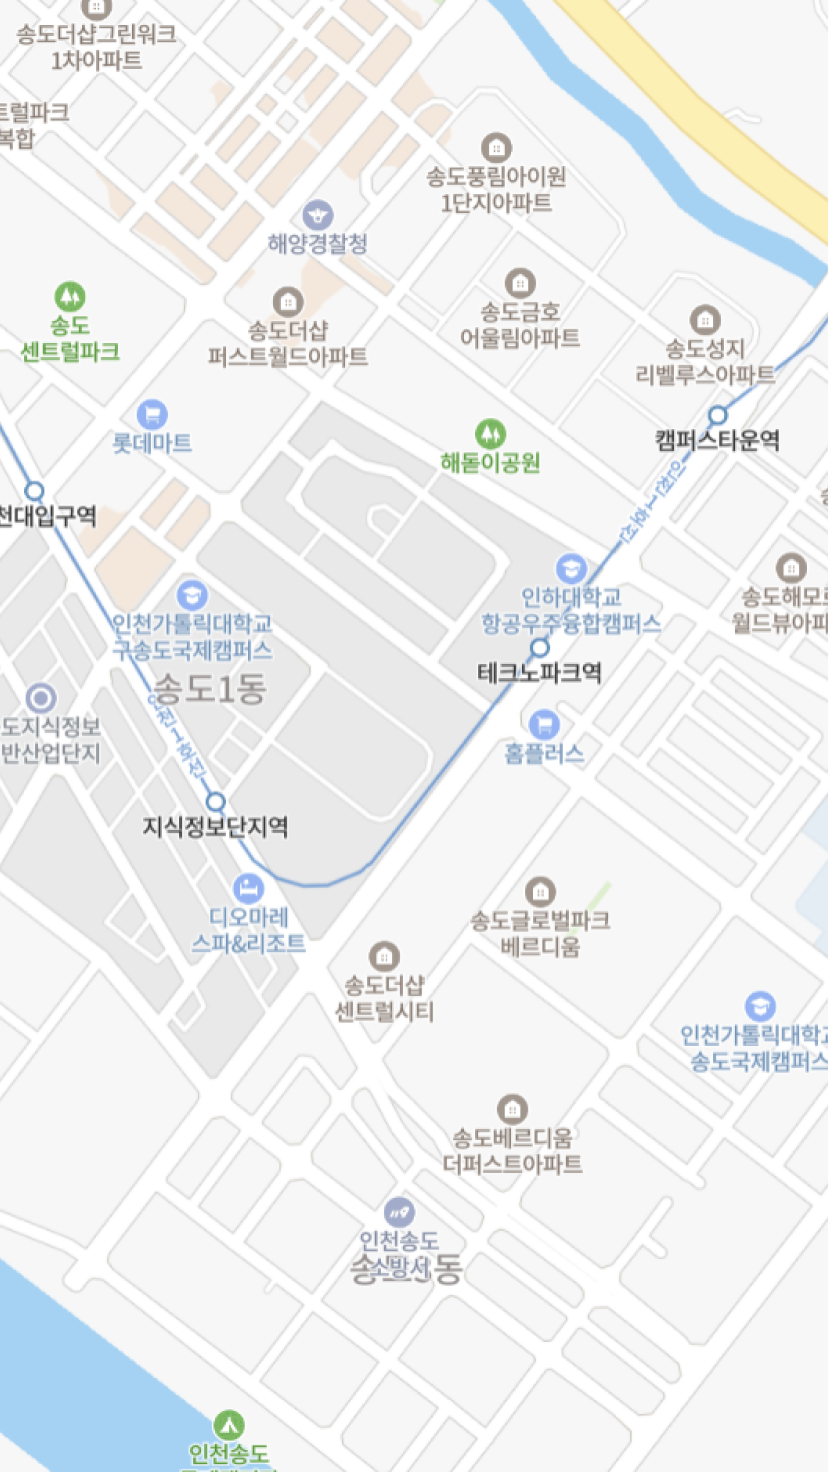 송도더샵그린워크
1차아파트
트럴파크
복합
송도풍림아이원
1단지아파트
해양경찰청
송도금호
어울림아파트
송도
센트럴파크
송도더샵
퍼스트월드아파트
송도성지
리벨루스아파트
롯데마트
해돋이공원
캠퍼스타운역
인천1호선
천대입구역
인하대학교
항공우주융합캠퍼스
송도해모로
월드뷰아파
인천가톨릭대학교
구송도국제캠퍼스
테크노파크역
송도1동
인천1호선
도지식정보
반산업단지
홈플러스
지식정보단지역
디오마레
스파&리조트
송도글로벌파크
베르디움
송도더샵
센트럴시티
인천가톨릭대학교
송도국제캠퍼스
송도베르디움
더퍼스트아파트
인천송도
소방서
인천송도